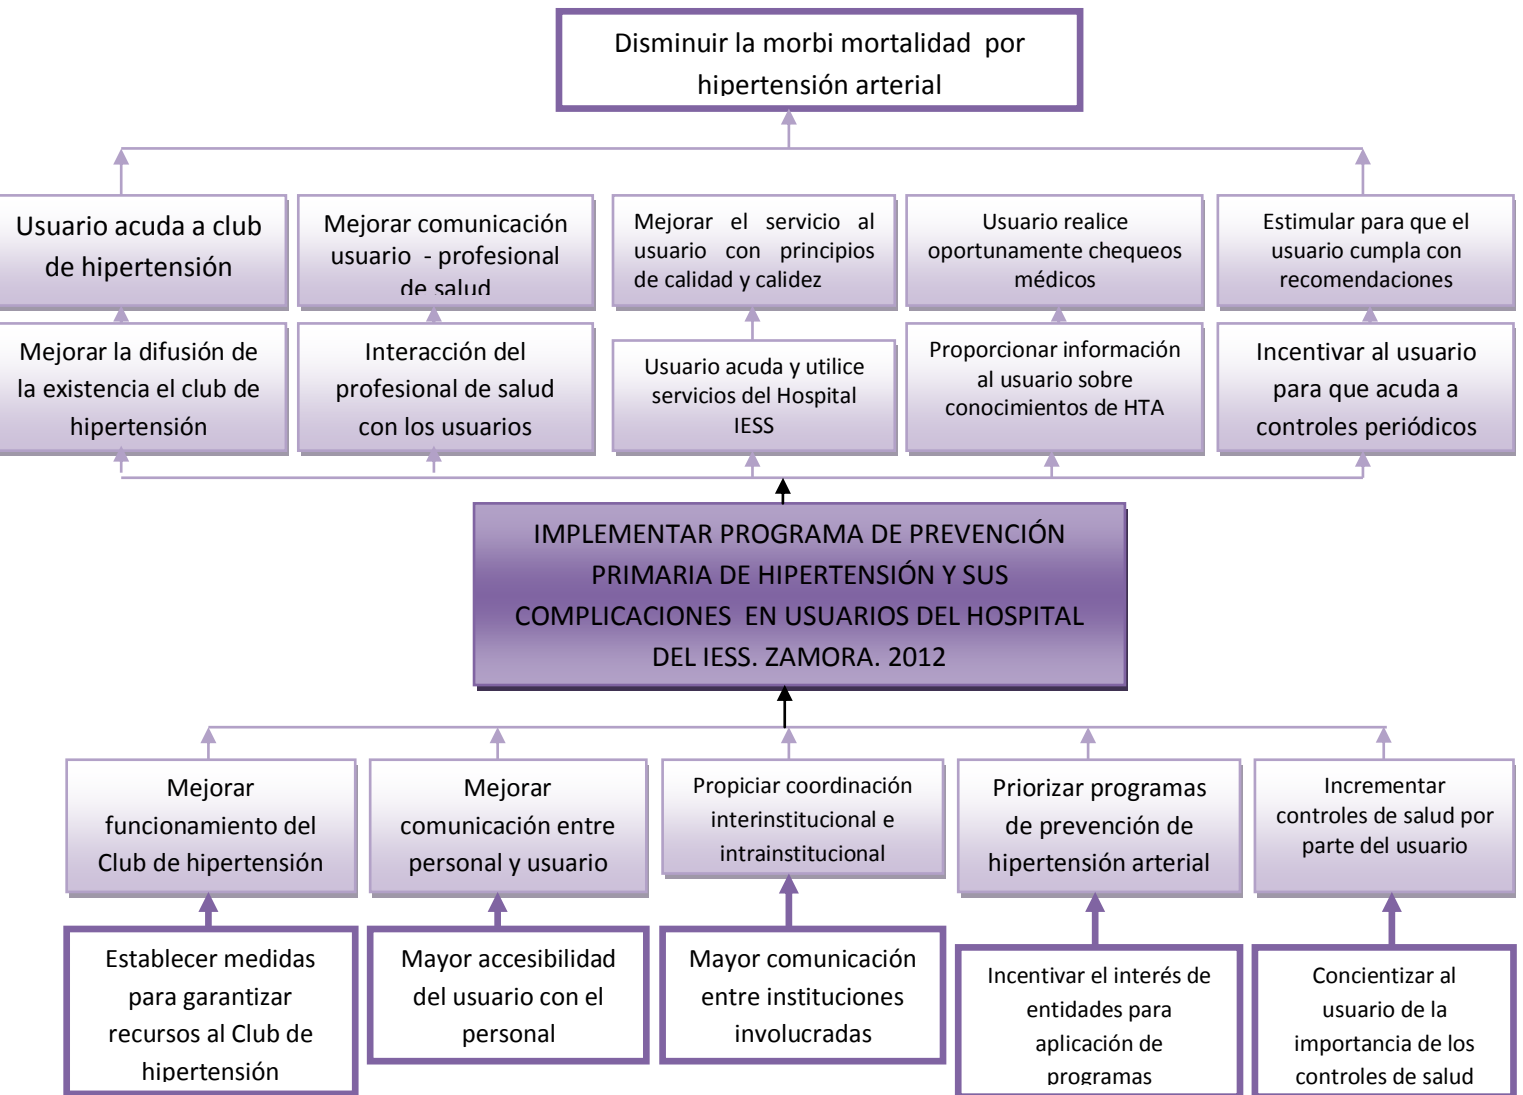 Disminuir la morbi mortalidad por
hipertensión arterial
Usuario acuda a club
de hipertensión
Mejorar comunicación
usuario - profesional
de salud
Mejorar el servicio al
usuario con principios
de calidad y calidez
Usuario realice
oportunamente chequeos
médicos
Estimular para que el
usuario cumpla con
recomendaciones
Mejorar la difusión de
la existencia el club de
hipertensión
Interacción del
profesional de salud
con los usuarios
Usuario acuda y utilice
servicios del Hospital
IESS
Proporcionar información
al usuario sobre
conocimientos de HTA
Incentivar al usuario
para que acuda a
controles periódicos
IMPLEMENTAR PROGRAMA DE PREVENCIÓN
PRIMARIA DE HIPERTENSIÓN Y SUS
COMPLICACIONES EN USUARIOS DEL HOSPITAL
DEL IESS. ZAMORA. 2012
Mejorar
funcionamiento del
Club de hipertensión
Mejorar
comunicación entre
personal y usuario
Propiciar coordinación
interinstitucional e
intrainstitucional
Priorizar programas
de prevención de
hipertensión arterial
Incrementar
controles de salud por
parte del usuario
Establecer medidas
para garantizar
recursos al Club de
hipertensión
Mayor accesibilidad
del usuario con el
personal
Mayor comunicación
entre instituciones
involucradas
Incentivar el interés de
entidades para
aplicación de
programas
Concientizar al
usuario de la
importancia de los
controles de salud